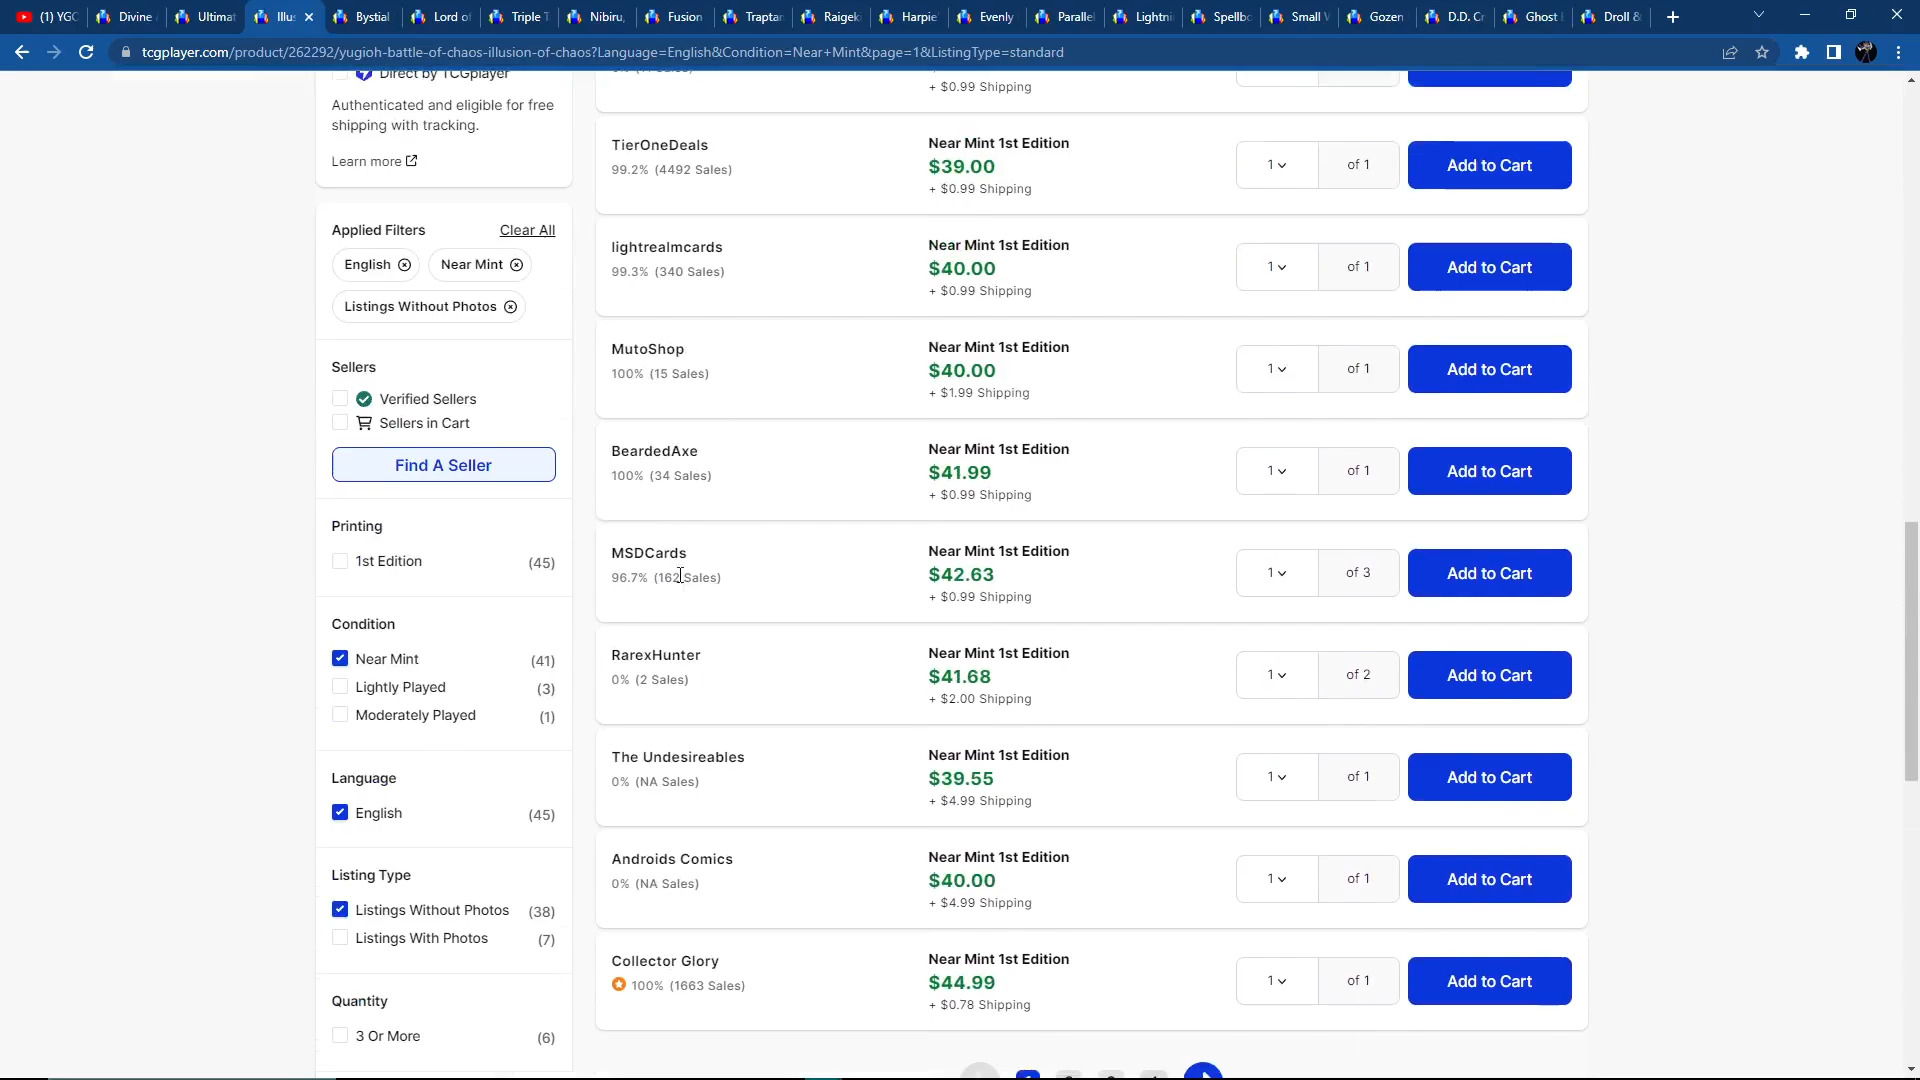 (1) YGO
Divine
Ultimat
Illus
Bystial
Lord of
Triple T
Nibiru,
Fusion
Traptar
Raigek
Harpie'
Evenly
Parallel
Lightni
Spellbo
Small V
Gozen
D.D. Cr
Ghost
Droll &
tcgplayer.com/product/262292/yugioh-battle-of-chaos-illusion-of-chaos?Language=English&Condition=Near+Mint&page=1&ListingType=standard
Direct by TCGplayer
Authenticated and eligible for free
shipping with tracking.
Learn more
Applied Filters
Clear All
English
Near Mint
Listings Without Photos
Sellers
Verified Sellers
Sellers in Cart
Find A Seller
Printing
1st Edition (45)
Condition
Near Mint (41)
Lightly Played (3)
Moderately Played (1)
Language
English (45)
Listing Type
Listings Without Photos (38)
Listings With Photos (7)
Quantity
3 Or More (6)
+ $0.99 Shipping
TierOneDeals
99.2% (4492 Sales)
Near Mint 1st Edition
$39.00
+ $0.99 Shipping
1 of 1
Add to Cart
lightrealmcards
99.3% (340 Sales)
Near Mint 1st Edition
$40.00
+ $0.99 Shipping
1 of 1
Add to Cart
MutoShop
100% (15 Sales)
Near Mint 1st Edition
$40.00
+ $1.99 Shipping
1 of 1
Add to Cart
BeardedAxe
100% (34 Sales)
Near Mint 1st Edition
$41.99
+ $0.99 Shipping
1 of 1
Add to Cart
MSDCards
96.7% (162 Sales)
Near Mint 1st Edition
$42.63
+ $0.99 Shipping
1 of 3
Add to Cart
RarexHunter
0% (2 Sales)
Near Mint 1st Edition
$41.68
+ $2.00 Shipping
1 of 2
Add to Cart
The Undesireables
0% (NA Sales)
Near Mint 1st Edition
$39.55
+ $4.99 Shipping
1 of 1
Add to Cart
Androids Comics
0% (NA Sales)
Near Mint 1st Edition
$40.00
+ $4.99 Shipping
1 of 1
Add to Cart
Collector Glory
100% (1663 Sales)
Near Mint 1st Edition
$44.99
+ $0.78 Shipping
1 of 1
Add to Cart